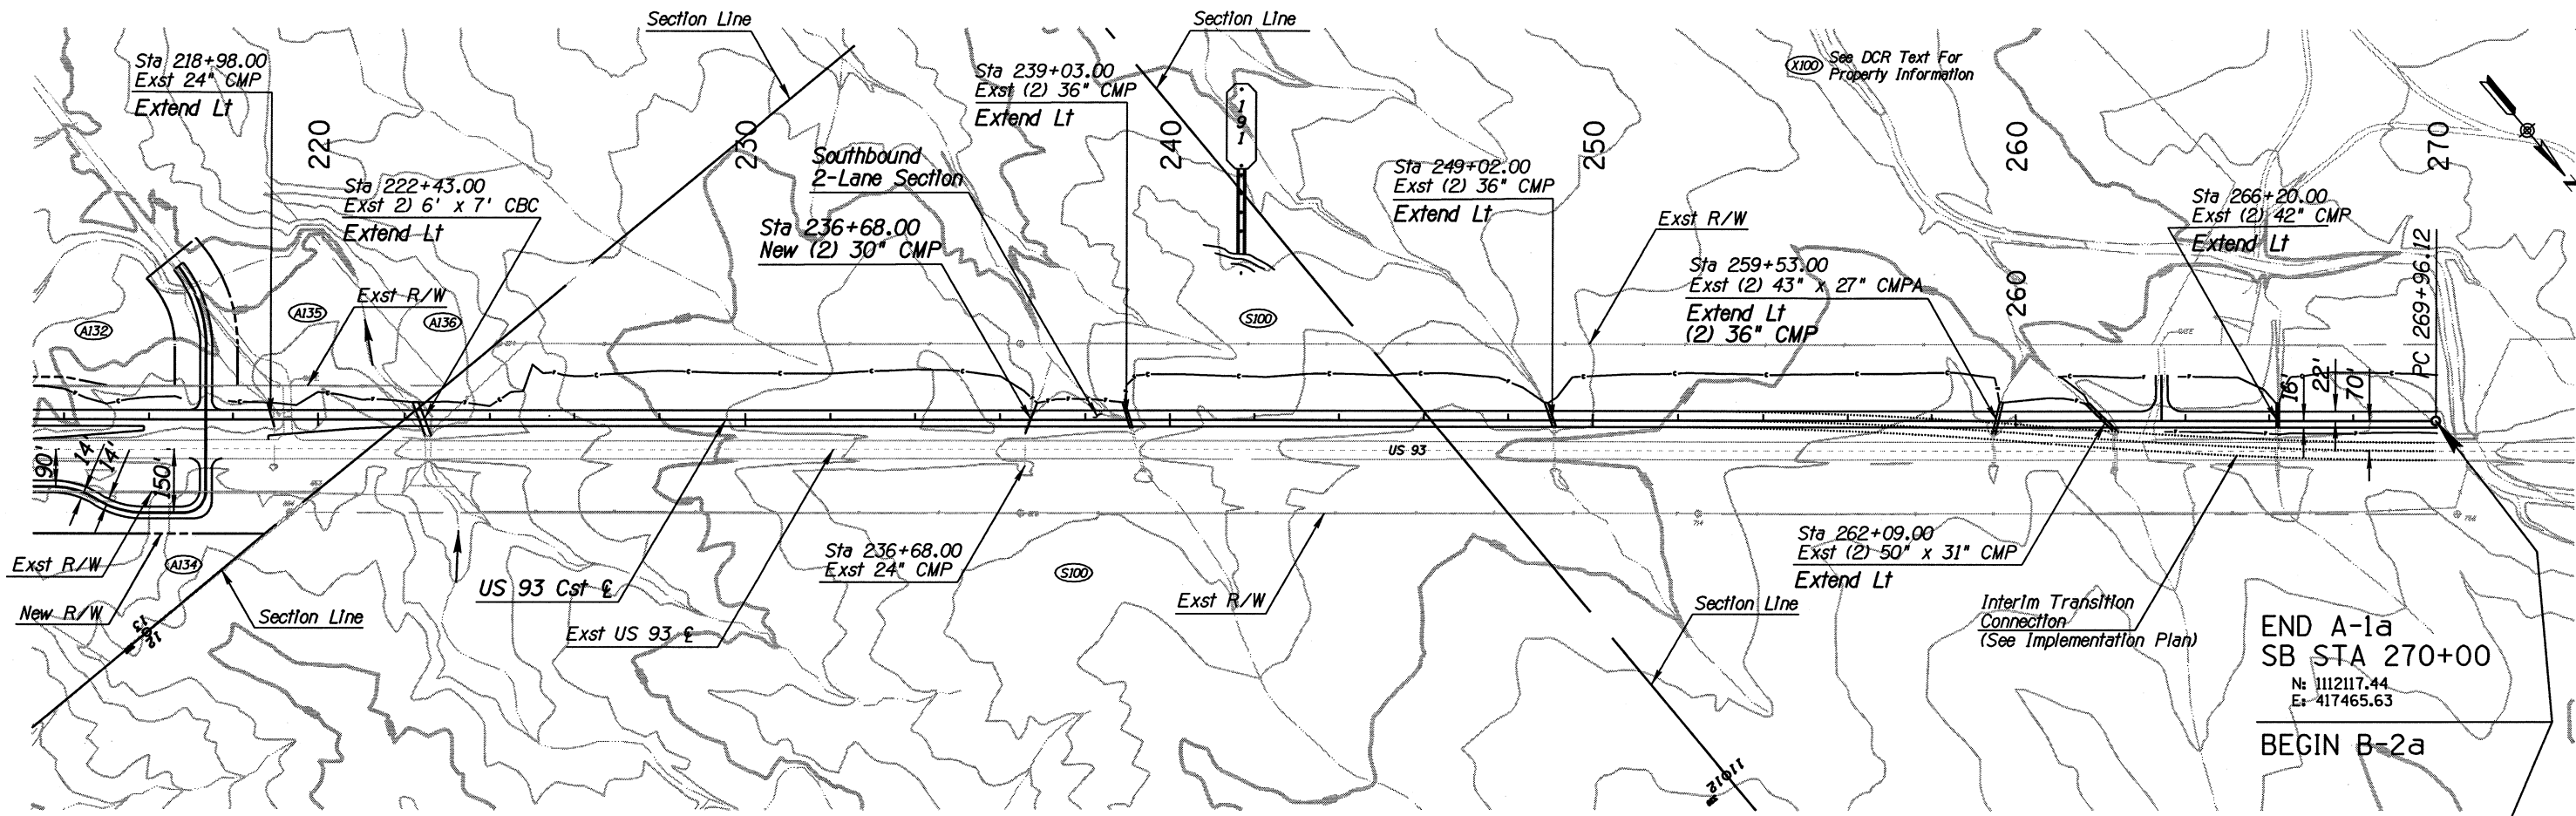 Section Line
Section Line
Sta 218+98.00
Exst 24" CMP
Extend Lt
Sta 239+03.00
Exst (2) 36" CMP
Extend Lt
X100
See DCR Text For
Property Information
220
230
240
250
260
270
1
9
1
Southbound
2-Lane Section
Sta 222+43.00
Exst 2) 6' x 7' CBC
Extend Lt
Sta 249+02.00
Exst (2) 36" CMP
Extend Lt
Sta 266+20.00
Exst (2) 42" CMP
Extend Lt
Sta 236+68.00
New (2) 30" CMP
Exst R/W
Sta 259+53.00
Exst (2) 43" x 27" CMPA
Extend Lt
(2) 36" CMP
260
PC 269+96.12
Exst R/W
A132
A135
A136
S100
GATE
16'
22'
70'
US 93
90'
14'
14'
150'
Exst R/W
New R/W
A134
Section Line
13
12
US 93 Cst ℄
Exst US 93 ℄
Sta 236+68.00
Exst 24" CMP
S100
Exst R/W
Section Line
11
12
Sta 262+09.00
Exst (2) 50" x 31" CMP
Extend Lt
Interim Transition
Connection
(See Implementation Plan)
END A-1a
SB STA 270+00
N: 1112117.44
E: 417465.63
BEGIN B-2a